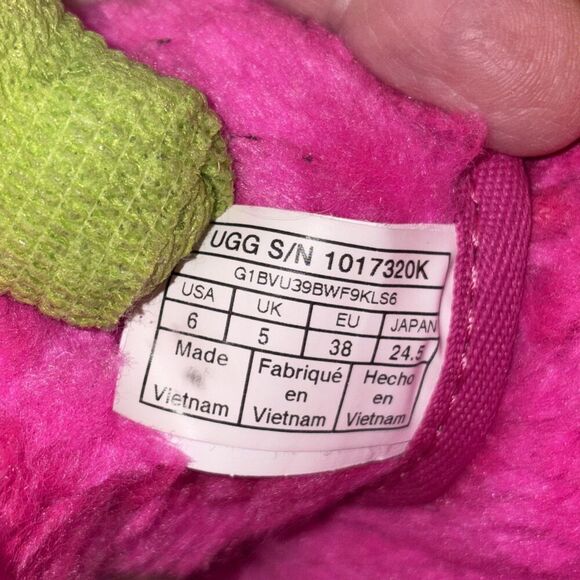 UGG S/N 1017320K
G1BVU39BWF9KLS6
USA UK EU JAPAN
6 5 38 24.5
Made Fabriqué Hecho
en en
Vietnam Vietnam Vietnam